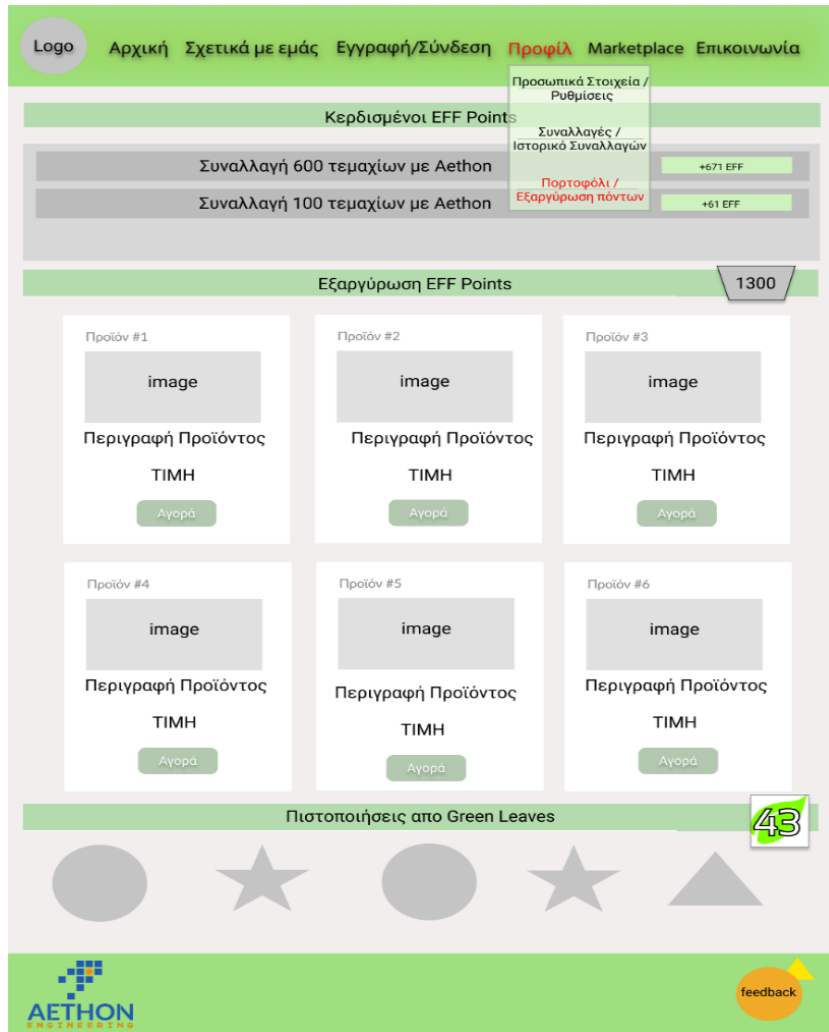 Logo
Αρχική Σχετικά με εμάς Εγγραφή/Σύνδεση Προφίλ Marketplace Επικοινωνία
Προσωπικά Στοιχεία /
Ρυθμίσεις
Συναλλαγές /
Ιστορικό Συναλλαγών
Πορτοφόλι /
Εξαργύρωση πόντων
Κερδισμένοι EFF Points
Συναλλαγή 600 τεμαχίων με Aethon
+671 EFF
Συναλλαγή 100 τεμαχίων με Aethon
+61 EFF
Εξαργύρωση EFF Points
1300
Προϊόν #1
image
Περιγραφή Προϊόντος
ΤΙΜΗ
Αγορά
Προϊόν #2
image
Περιγραφή Προϊόντος
ΤΙΜΗ
Αγορά
Προϊόν #3
image
Περιγραφή Προϊόντος
ΤΙΜΗ
Αγορά
Προϊόν #4
image
Περιγραφή Προϊόντος
ΤΙΜΗ
Αγορά
Προϊόν #5
image
Περιγραφή Προϊόντος
ΤΙΜΗ
Αγορά
Προϊόν #6
image
Περιγραφή Προϊόντος
ΤΙΜΗ
Αγορά
Πιστοποιήσεις απο Green Leaves
43
AETHON
ENGINEERING
feedback